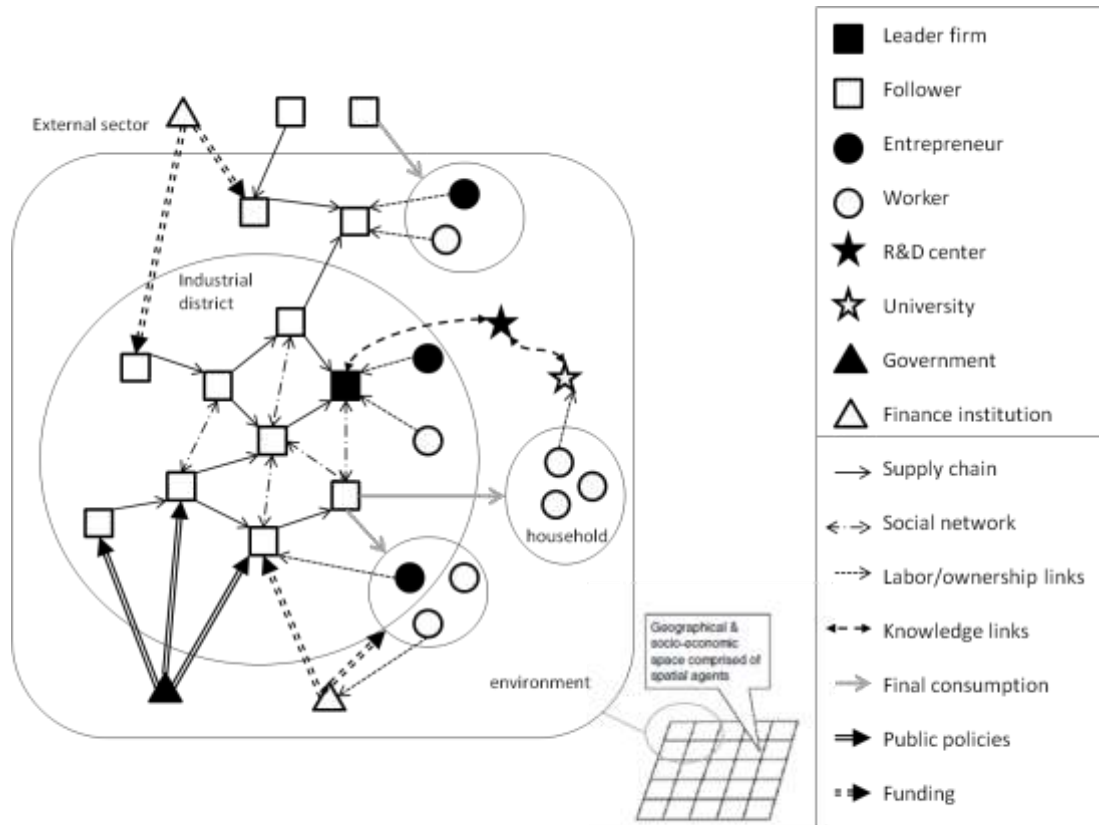 External sector
Industrial
district
household
environment
Geographical &
socio-economic
space comprised of
spatial agents
Leader firm
Follower
Entrepreneur
Worker
R&D center
University
Government
Finance institution
Supply chain
Social network
Labor/ownership links
Knowledge links
Final consumption
Public policies
Funding